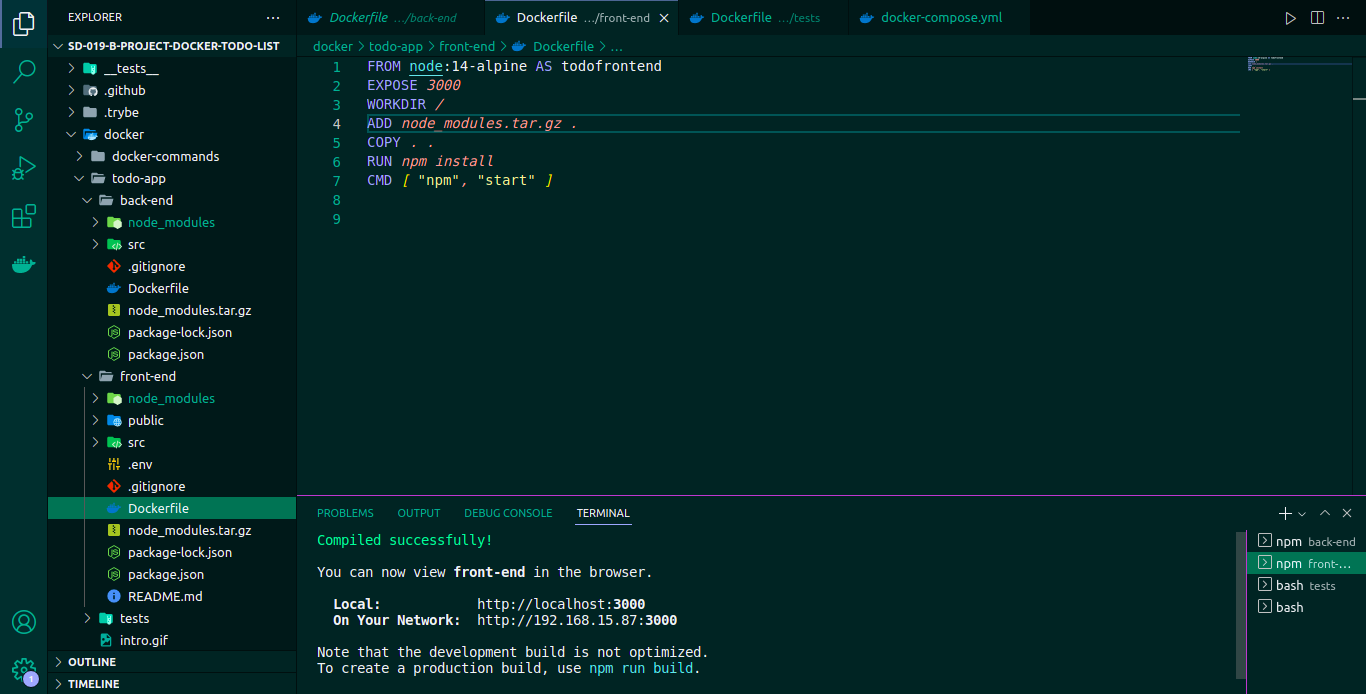 EXPLORER
SD-019-B-PROJECT-DOCKER-TODO-LIST
__tests__
.github
.trybe
docker
docker-commands
todo-app
back-end
node_modules
src
.gitignore
Dockerfile
node_modules.tar.gz
package-lock.json
package.json
front-end
node_modules
public
src
.env
.gitignore
Dockerfile
node_modules.tar.gz
package-lock.json
package.json
README.md
tests
intro.gif
OUTLINE
TIMELINE
1
Dockerfile .../back-end
Dockerfile .../front-end
Dockerfile .../tests
docker-compose.yml
docker > todo-app > front-end > Dockerfile > ...
1 FROM node:14-alpine AS todofrontend
2 EXPOSE 3000
3 WORKDIR /
4 ADD node_modules.tar.gz .
5 COPY . .
6 RUN npm install
7 CMD [ "npm", "start" ]
8
9
PROBLEMS OUTPUT DEBUG CONSOLE TERMINAL
Compiled successfully!
You can now view front-end in the browser.
Local: http://localhost:3000
On Your Network: http://192.168.15.87:3000
Note that the development build is not optimized.
To create a production build, use npm run build.
npm back-end
npm front-...
bash tests
bash